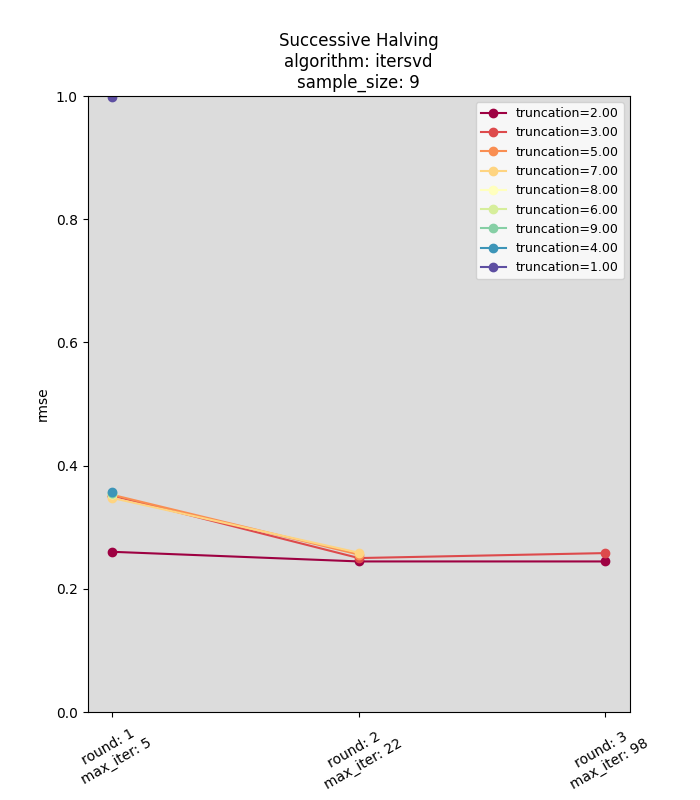 Successive Halving
algorithm: itersvd
sample_size: 9
1.0
0.8
0.6
0.4
0.2
0.0
rmse
truncation=2.00
truncation=3.00
truncation=5.00
truncation=7.00
truncation=8.00
truncation=6.00
truncation=9.00
truncation=4.00
truncation=1.00
round: 1
max_iter: 5
round: 2
max_iter: 22
round: 3
max_iter: 98